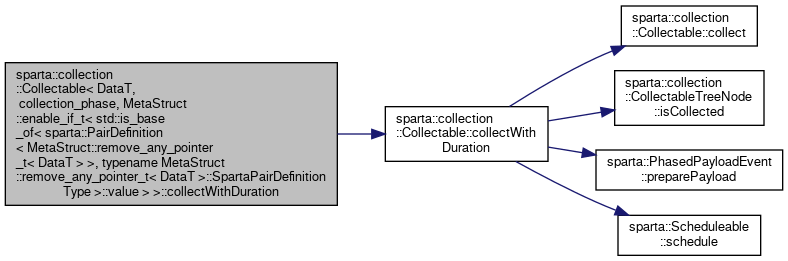 sparta::collection
::Collectable< DataT,
collection_phase, MetaStruct
::enable_if_t< std::is_base
_of< sparta::PairDefinition
< MetaStruct::remove_any_pointer
_t< DataT > >, typename MetaStruct
::remove_any_pointer_t< DataT >::SpartaPairDefinition
Type >::value > >::collectWithDuration
sparta::collection
::Collectable::collectWith
Duration
sparta::collection
::Collectable::collect
sparta::collection
::CollectableTreeNode
::isCollected
sparta::PhasedPayloadEvent
::preparePayload
sparta::Scheduleable
::schedule